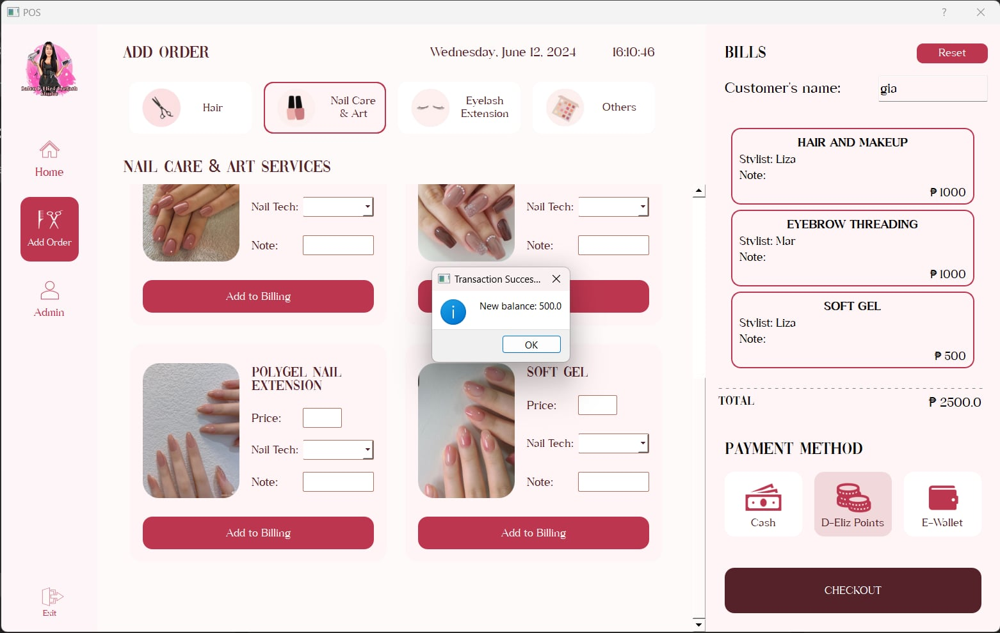 POS
?
Salon D-Eliz & Eyelash
Studio
Home
Add Order
Admin
Exit
ADD ORDER
Wednesday, June 12, 2024
16:10:46
Hair
Nail Care
& Art
Eyelash
Extension
Others
NAIL CARE & ART SERVICES
Nail Tech:
Note:
Add to Billing
Nail Tech:
Note:
Transaction Succes...
New balance: 500.0
OK
POLYGEL NAIL
EXTENSION
Price:
Nail Tech:
Note:
Add to Billing
SOFT GEL
Price:
Nail Tech:
Note:
Add to Billing
BILLS
Reset
Customer's name:
gia
HAIR AND MAKEUP
Stylist: Liza
Note:
₱ 1000
EYEBROW THREADING
Stylist: Mar
Note:
₱ 1000
SOFT GEL
Stylist: Liza
Note:
₱ 500
TOTAL
₱ 2500.0
PAYMENT METHOD
Cash
D-Eliz Points
E-Wallet
CHECKOUT